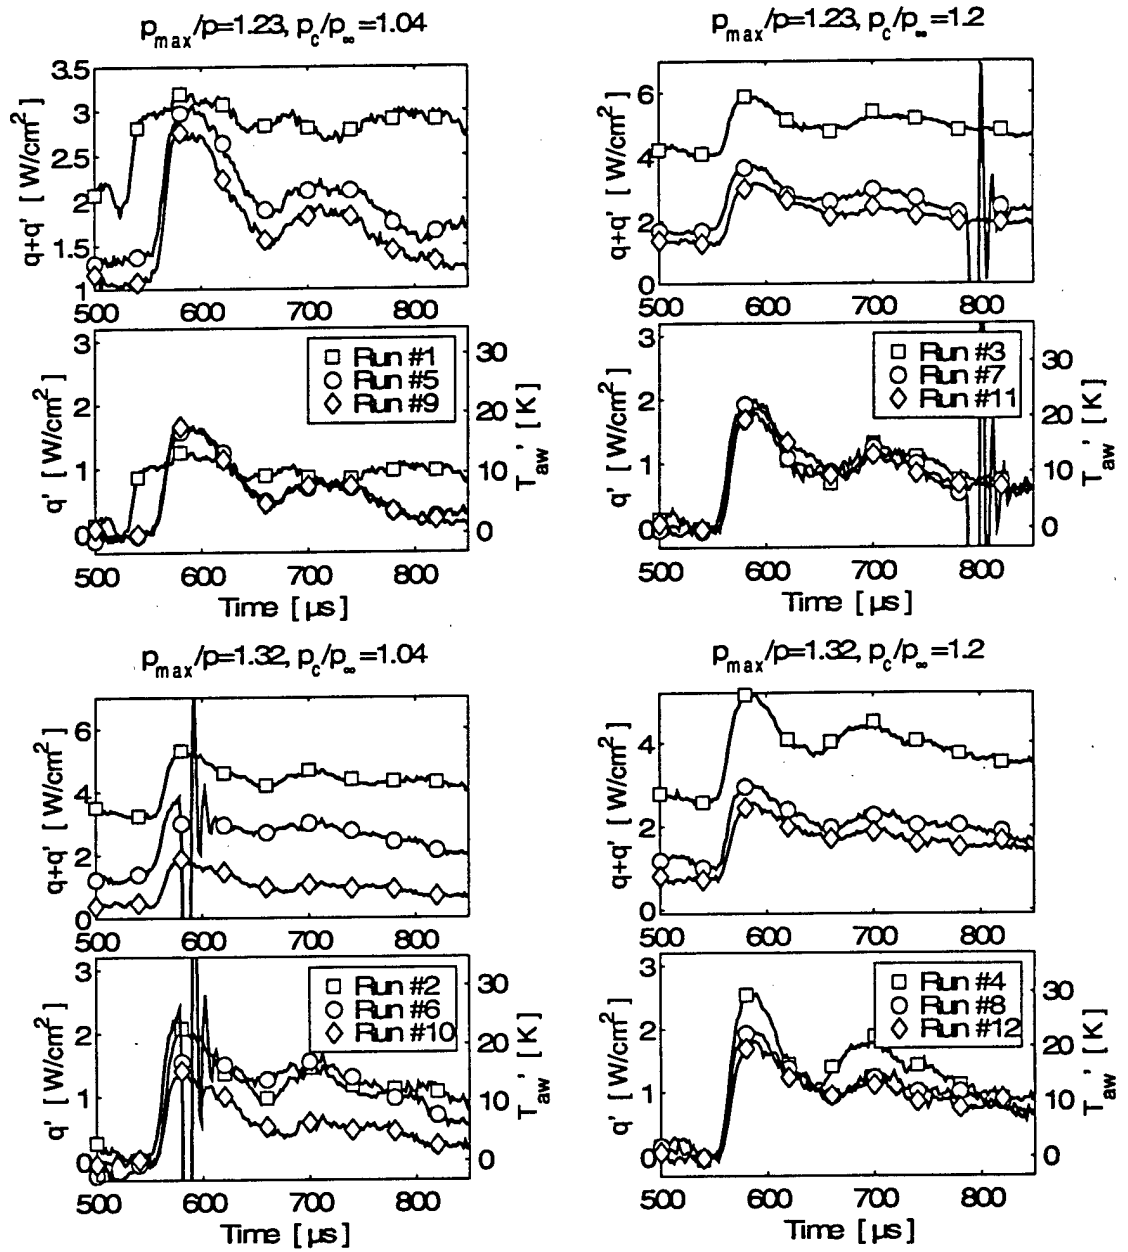 p_max/p=1.23, p_c/p_∞=1.04
3.5
3
2.5
2
1.5
1
q+q' [ W/cm²]
500 600 700 800
3
2
1
0
q' [ W/cm²]
30
20
10
0
T_aw' [ K]
Run #1
Run #5
Run #9
500 600 700 800
Time [ µs]
p_max/p=1.23, p_c/p_∞=1.2
6
4
2
0
q+q' [ W/cm²]
500 600 700 800
3
2
1
0
q' [ W/cm²]
30
20
10
0
T_aw' [ K]
Run #3
Run #7
Run #11
500 600 700 800
Time [ µs]
p_max/p=1.32, p_c/p_∞=1.04
6
4
2
0
q+q' [ W/cm²]
500 600 700 800
3
2
1
0
q' [ W/cm²]
30
20
10
0
T_aw' [ K]
Run #2
Run #6
Run #10
500 600 700 800
Time [ µs]
p_max/p=1.32, p_c/p_∞=1.2
4
2
0
q+q' [ W/cm²]
500 600 700 800
3
2
1
0
q' [ W/cm²]
30
20
10
0
T_aw' [ K]
Run #4
Run #8
Run #12
500 600 700 800
Time [ µs]